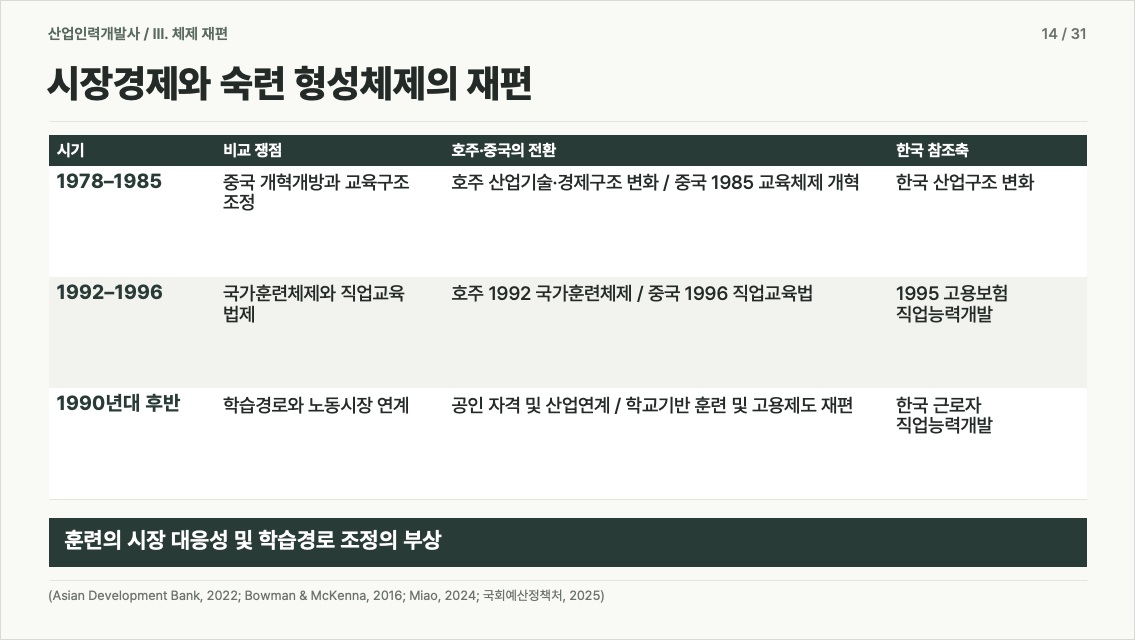 산업인력개발사 / III. 체제 재편
14 / 31
시장경제와 숙련 형성체제의 재편
시기
비교 쟁점
호주·중국의 전환
한국 참조축
1978–1985
중국 개혁개방과 교육구조
조정
호주 산업기술·경제구조 변화 / 중국 1985 교육체제 개혁
한국 산업구조 변화
1992–1996
국가훈련체제와 직업교육
법제
호주 1992 국가훈련체제 / 중국 1996 직업교육법
1995 고용보험
직업능력개발
1990년대 후반
학습경로와 노동시장 연계
공인 자격 및 산업연계 / 학교기반 훈련 및 고용제도 재편
한국 근로자
직업능력개발
훈련의 시장 대응성 및 학습경로 조정의 부상
(Asian Development Bank, 2022; Bowman & McKenna, 2016; Miao, 2024; 국회예산정책처, 2025)